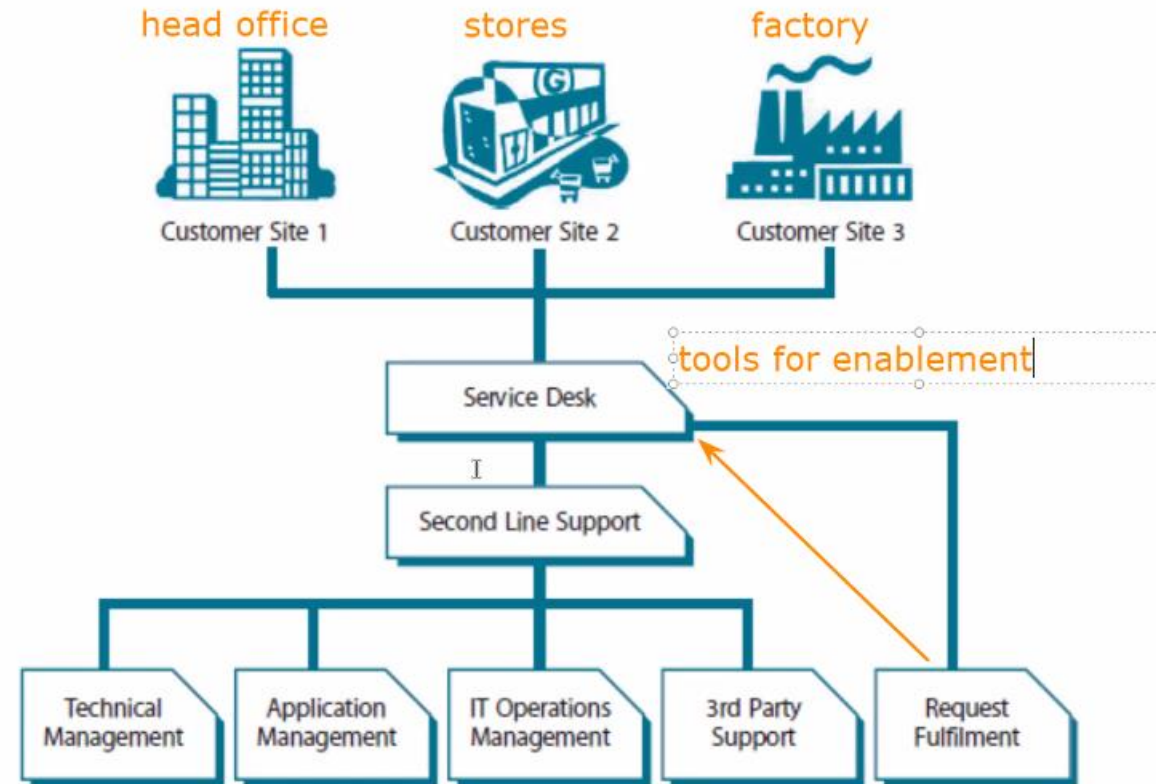 head office
stores
factory
G
Customer Site 1
Customer Site 2
Customer Site 3
tools for enablement
Service Desk
Second Line Support
Technical
Management
Application
Management
IT Operations
Management
3rd Party
Support
Request
Fulfilment